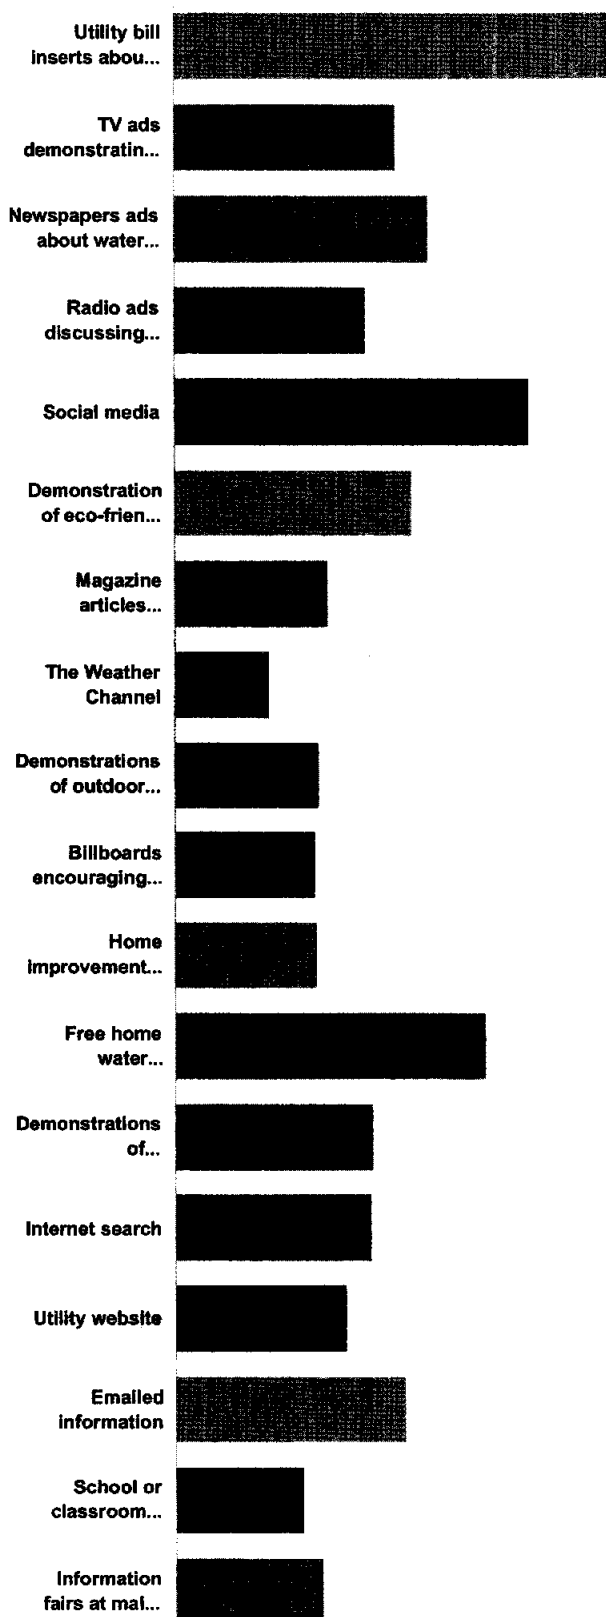 Utility bill
inserts abou...
TV ads
demonstratin...
Newspapers ads
about water...
Radio ads
discussing...
Social media
Demonstration
of eco-frien...
Magazine
articles...
The Weather
Channel
Demonstrations
of outdoor...
Billboards
encouraging...
Home
improvement...
Free home
water...
Demonstrations
of...
Internet search
Utility website
Emailed
information
School or
classroom...
Information
fairs at mal...